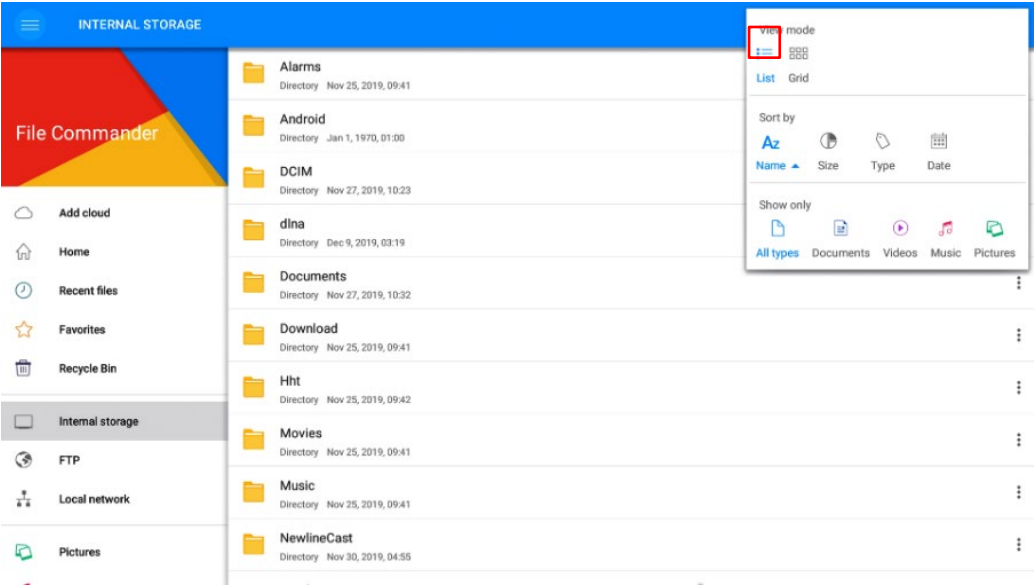 INTERNAL STORAGE
File Commander
Add cloud
Home
Recent files
Favorites
Recycle Bin
Internal storage
FTP
Local network
Pictures
Alarms
Directory Nov 25, 2019, 09:41
Android
Directory Jan 1, 1970, 01:00
DCIM
Directory Nov 27, 2019, 10:23
dlna
Directory Dec 9, 2019, 03:19
Documents
Directory Nov 27, 2019, 10:32
Download
Directory Nov 25, 2019, 09:41
Hht
Directory Nov 25, 2019, 09:42
Movies
Directory Nov 25, 2019, 09:41
Music
Directory Nov 25, 2019, 09:41
NewlineCast
Directory Nov 30, 2019, 04:55
View mode
List Grid
Sort by
Az
Name Size Type Date
Show only
All types Documents Videos Music Pictures